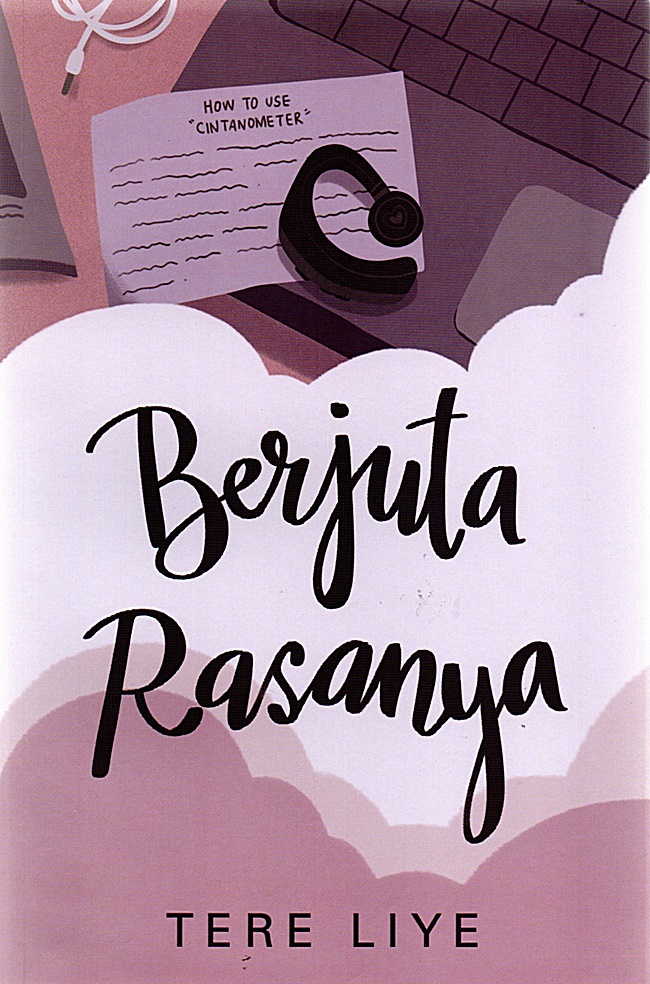 HOW TO USE
"CINTANOMETER"
Berjuta
Rasanya
TERE LIYE